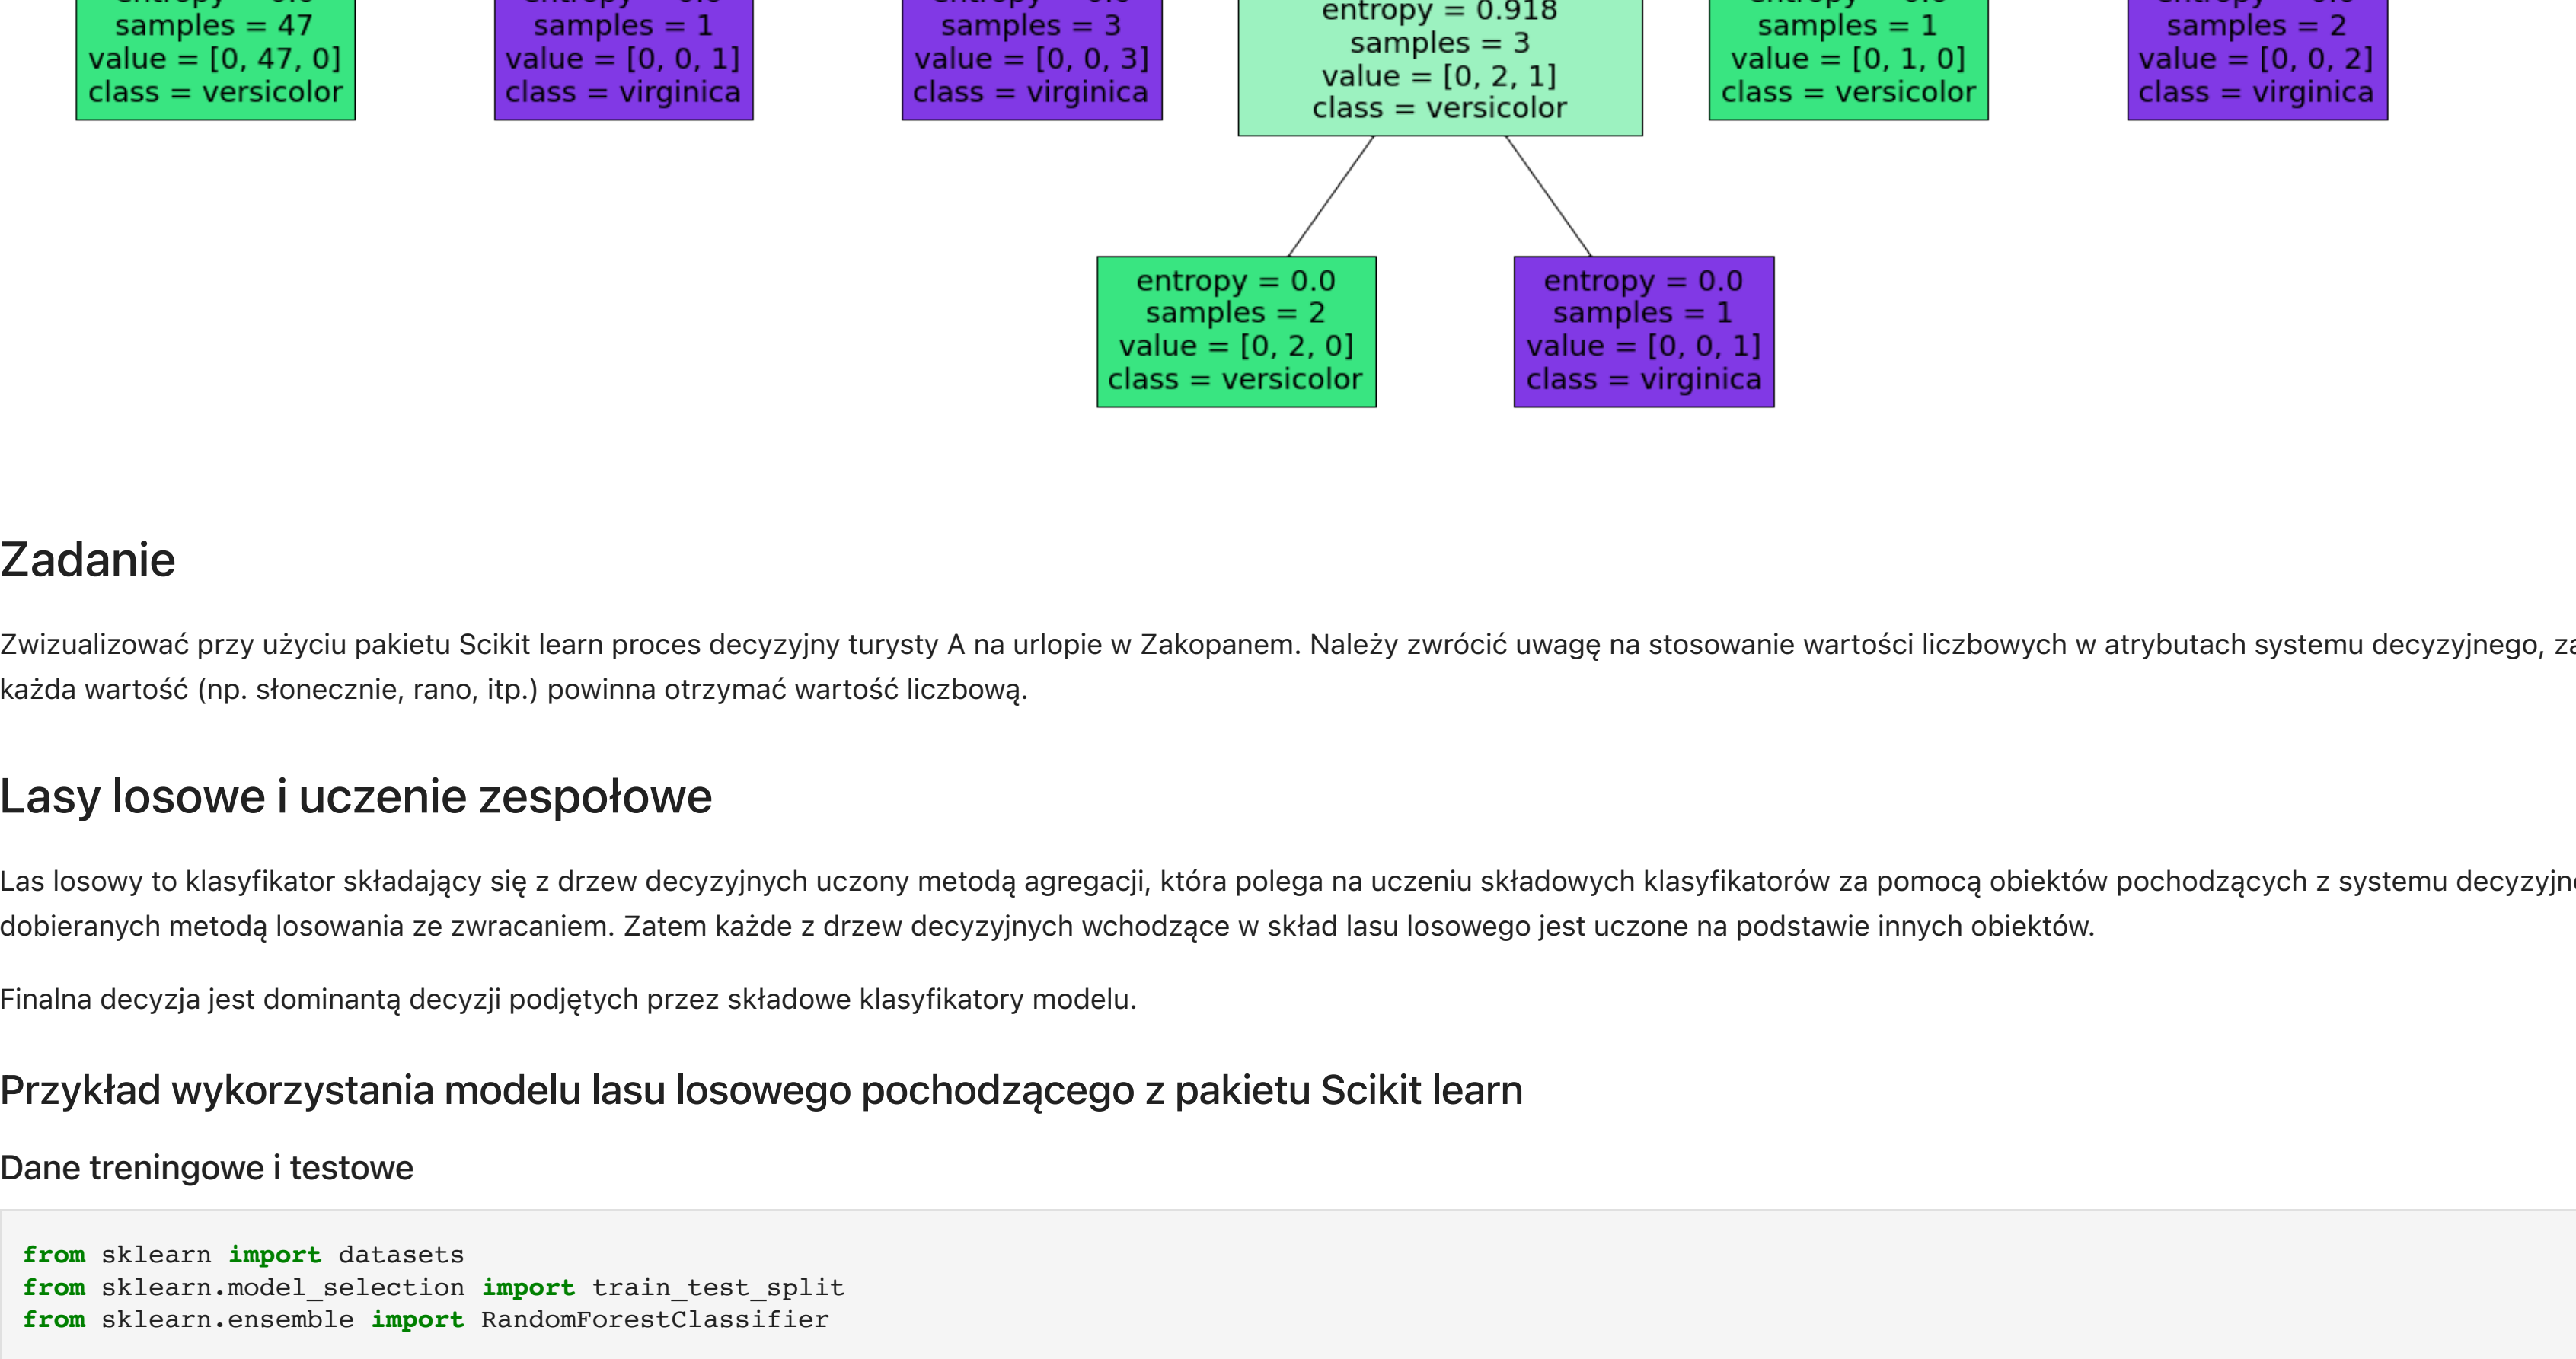 samples = 47
value = [0, 47, 0]
class = versicolor
samples = 1
value = [0, 0, 1]
class = virginica
samples = 3
value = [0, 0, 3]
class = virginica
entropy = 0.918
samples = 3
value = [0, 2, 1]
class = versicolor
samples = 1
value = [0, 1, 0]
class = versicolor
samples = 2
value = [0, 0, 2]
class = virginica
entropy = 0.0
samples = 2
value = [0, 2, 0]
class = versicolor
entropy = 0.0
samples = 1
value = [0, 0, 1]
class = virginica
Zadanie
Zwizualizować przy użyciu pakietu Scikit learn proces decyzyjny turysty A na urlopie w Zakopanem. Należy zwrócić uwagę na stosowanie wartości liczbowych w atrybutach systemu decyzyjnego,
każda wartość (np. słonecznie, rano, itp.) powinna otrzymać wartość liczbową.
Lasy losowe i uczenie zespołowe
Las losowy to klasyfikator składający się z drzew decyzyjnych uczony metodą agregacji, która polega na uczeniu składowych klasyfikatorów za pomocą obiektów pochodzących z systemu
dobieranych metodą losowania ze zwracaniem. Zatem każde z drzew decyzyjnych wchodzące w skład lasu losowego jest uczone na podstawie innych obiektów.
Finalna decyzja jest dominantą decyzji podjętych przez składowe klasyfikatory modelu.
Przykład wykorzystania modelu lasu losowego pochodzącego z pakietu Scikit learn
Dane treningowe i testowe
from sklearn import datasets
from sklearn.model_selection import train_test_split
from sklearn.ensemble import RandomForestClassifier